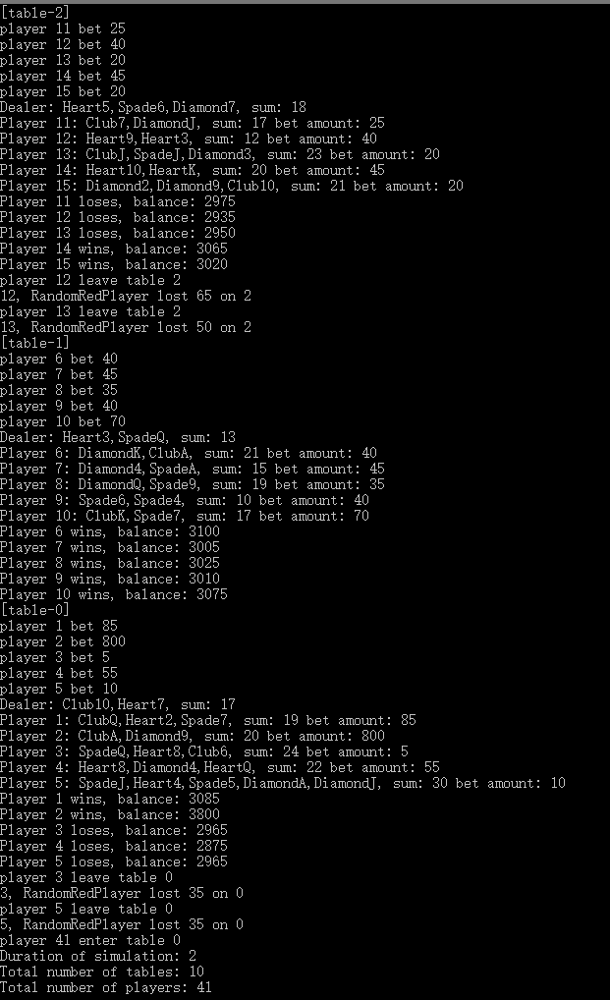 [table-2]
player 11 bet 25
player 12 bet 40
player 13 bet 20
player 14 bet 45
player 15 bet 20
Dealer: Heart5,Spade6,Diamond7, sum: 18
Player 11: Club7,DiamondJ, sum: 17 bet amount: 25
Player 12: Heart9,Heart3, sum: 12 bet amount: 40
Player 13: ClubJ,SpadeJ,Diamond3, sum: 23 bet amount: 20
Player 14: Heart10,HeartK, sum: 20 bet amount: 45
Player 15: Diamond2,Diamond9,Club10, sum: 21 bet amount: 20
Player 11 loses, balance: 2975
Player 12 loses, balance: 2935
Player 13 loses, balance: 2950
Player 14 wins, balance: 3065
Player 15 wins, balance: 3020
player 12 leave table 2
12, RandomRedPlayer lost 65 on 2
player 13 leave table 2
13, RandomRedPlayer lost 50 on 2
[table-1]
player 6 bet 40
player 7 bet 45
player 8 bet 35
player 9 bet 40
player 10 bet 70
Dealer: Heart3,SpadeQ, sum: 13
Player 6: DiamondK,ClubA, sum: 21 bet amount: 40
Player 7: Diamond4,SpadeA, sum: 15 bet amount: 45
Player 8: DiamondQ,Spade9, sum: 19 bet amount: 35
Player 9: Spade6,Spade4, sum: 10 bet amount: 40
Player 10: ClubK,Spade7, sum: 17 bet amount: 70
Player 6 wins, balance: 3100
Player 7 wins, balance: 3005
Player 8 wins, balance: 3025
Player 9 wins, balance: 3010
Player 10 wins, balance: 3075
[table-0]
player 1 bet 85
player 2 bet 800
player 3 bet 5
player 4 bet 55
player 5 bet 10
Dealer: Club10,Heart7, sum: 17
Player 1: ClubQ,Heart2,Spade7, sum: 19 bet amount: 85
Player 2: ClubA,Diamond9, sum: 20 bet amount: 800
Player 3: SpadeQ,Heart8,Club6, sum: 24 bet amount: 5
Player 4: Heart8,Diamond4,HeartQ, sum: 22 bet amount: 55
Player 5: SpadeJ,Heart4,Spade5,DiamondA,DiamondJ, sum: 30 bet amount: 10
Player 1 wins, balance: 3085
Player 2 wins, balance: 3800
Player 3 loses, balance: 2965
Player 4 loses, balance: 2875
Player 5 loses, balance: 2965
player 3 leave table 0
3, RandomRedPlayer lost 35 on 0
player 5 leave table 0
5, RandomRedPlayer lost 35 on 0
player 41 enter table 0
Duration of simulation: 2
Total number of tables: 10
Total number of players: 41